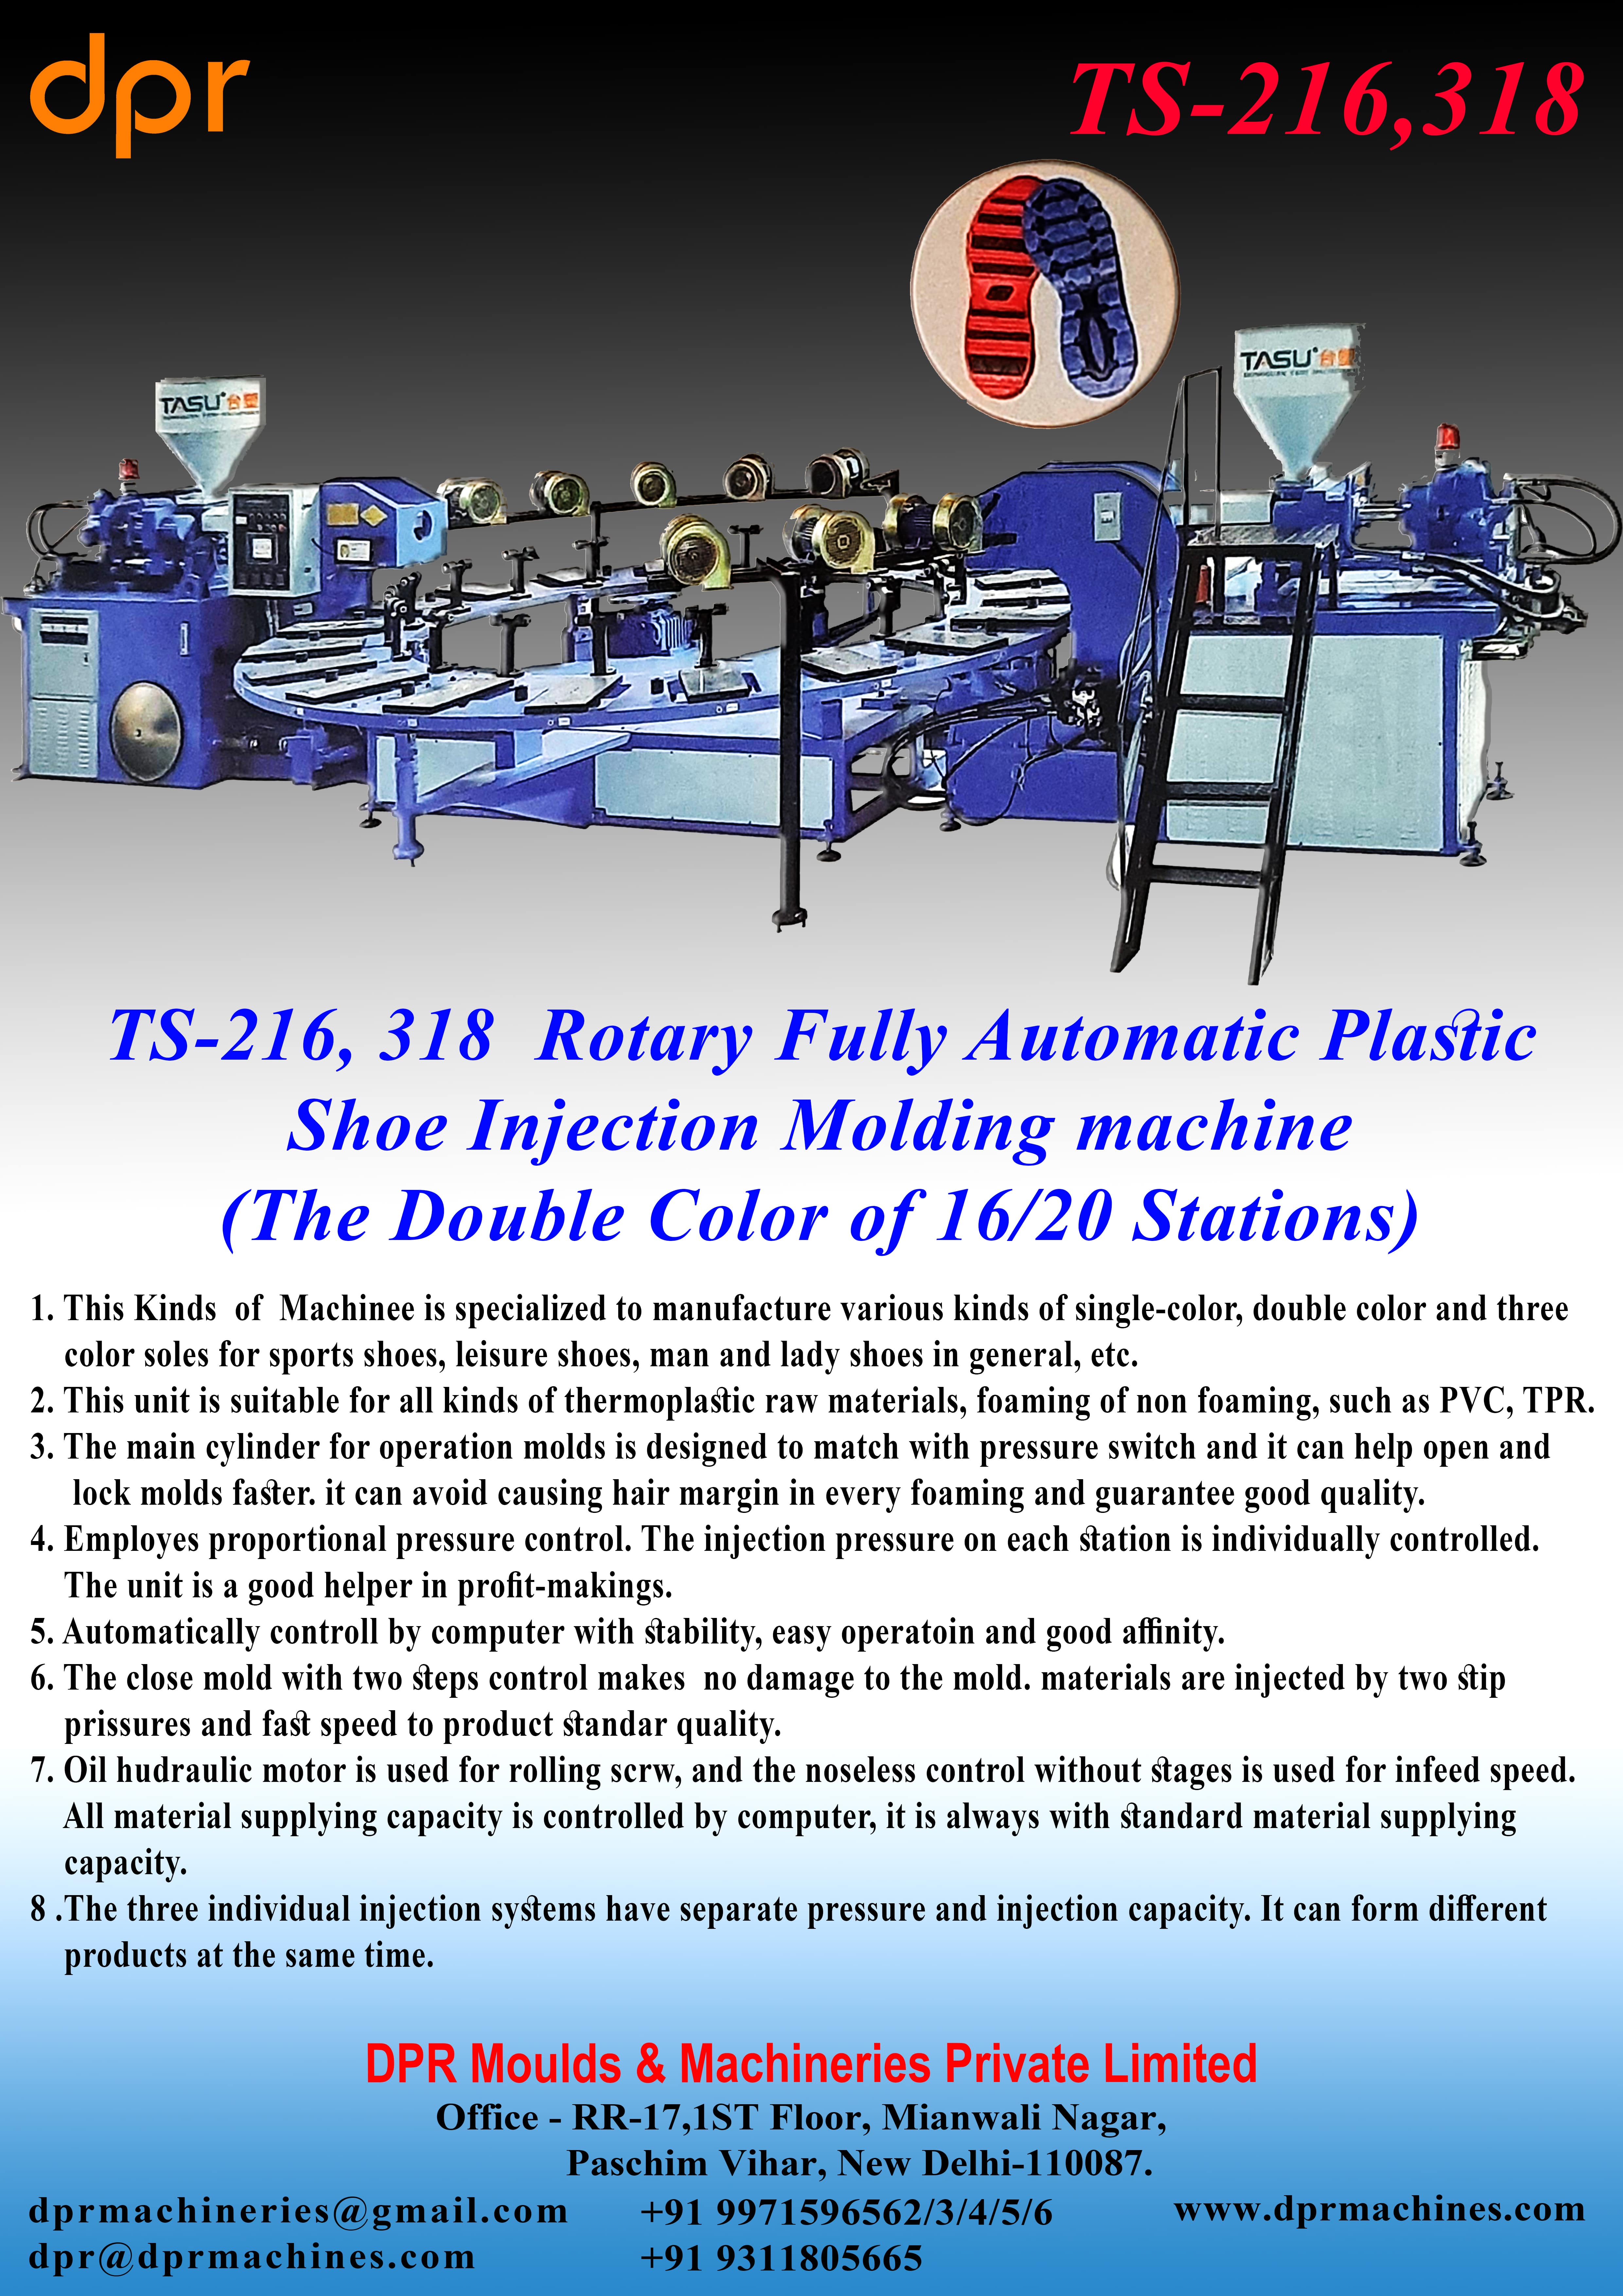 dpr
TS-216,318
TASU 台塑
TASU 台塑
TS-216, 318 Rotary Fully Automatic Plastic
Shoe Injection Molding machine
(The Double Color of 16/20 Stations)
1. This Kinds of Machinee is specialized to manufacture various kinds of single-color, double color and three
color soles for sports shoes, leisure shoes, man and lady shoes in general, etc.
2. This unit is suitable for all kinds of thermoplastic raw materials, foaming of non foaming, such as PVC, TPR.
3. The main cylinder for operation molds is designed to match with pressure switch and it can help open and
lock molds faster. it can avoid causing hair margin in every foaming and guarantee good quality.
4. Employes proportional pressure control. The injection pressure on each station is individually controlled.
The unit is a good helper in profit-makings.
5. Automatically controll by computer with stability, easy operatoin and good affinity.
6. The close mold with two steps control makes no damage to the mold. materials are injected by two stip
prissures and fast speed to product standar quality.
7. Oil hudraulic motor is used for rolling scrw, and the noseless control without stages is used for infeed speed.
All material supplying capacity is controlled by computer, it is always with standard material supplying
capacity.
8 .The three individual injection systems have separate pressure and injection capacity. It can form different
products at the same time.
DPR Moulds & Machineries Private Limited
Office - RR-17,1ST Floor, Mianwali Nagar,
Paschim Vihar, New Delhi-110087.
dprmachineries@gmail.com +91 9971596562/3/4/5/6 www.dprmachines.com
dpr@dprmachines.com +91 9311805665